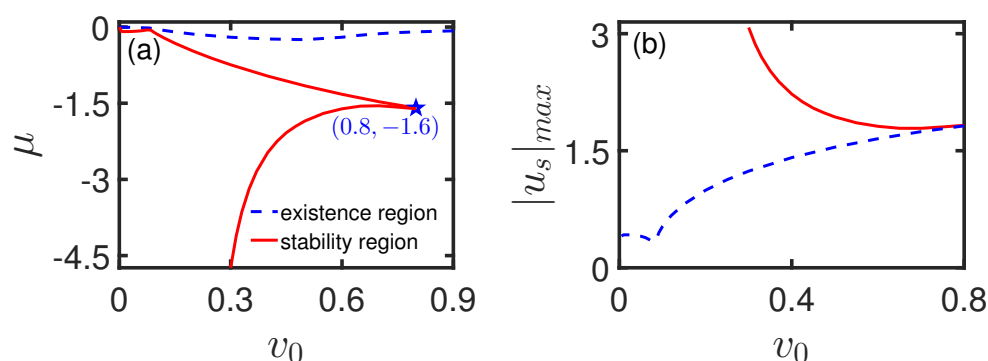 0
(a)
-1.5
-3
-4.5
μ
(0.8, −1.6)
existence region
stability region
0
0.3
0.6
0.9
v₀
3
(b)
1.5
0
|uₛ|ₘₐₓ
0
0.4
0.8
v₀